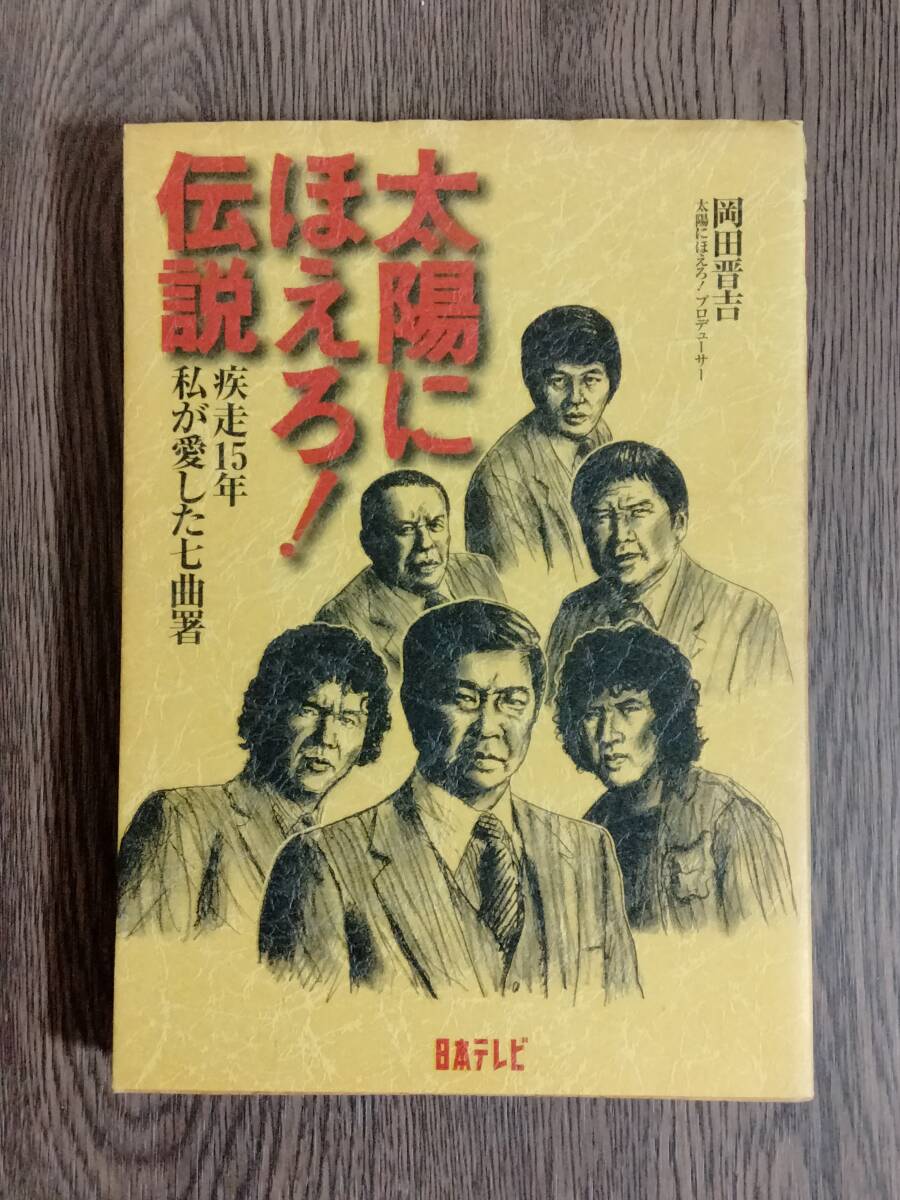 岡田晋吉
太陽にほえろ！プロデューサー
太陽に
ほえろ！
伝説
疾走15年
私が愛した七曲署
日本テレビ